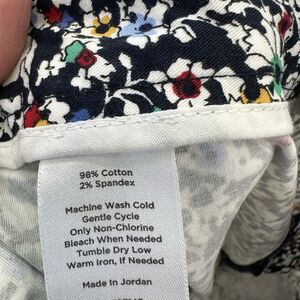 98% Cotton
2% Spandex
Machine Wash Cold
Gentle Cycle
Only Non-Chlorine
Bleach When Needed
Tumble Dry Low
Warm iron, If Needed
Made in Jordan